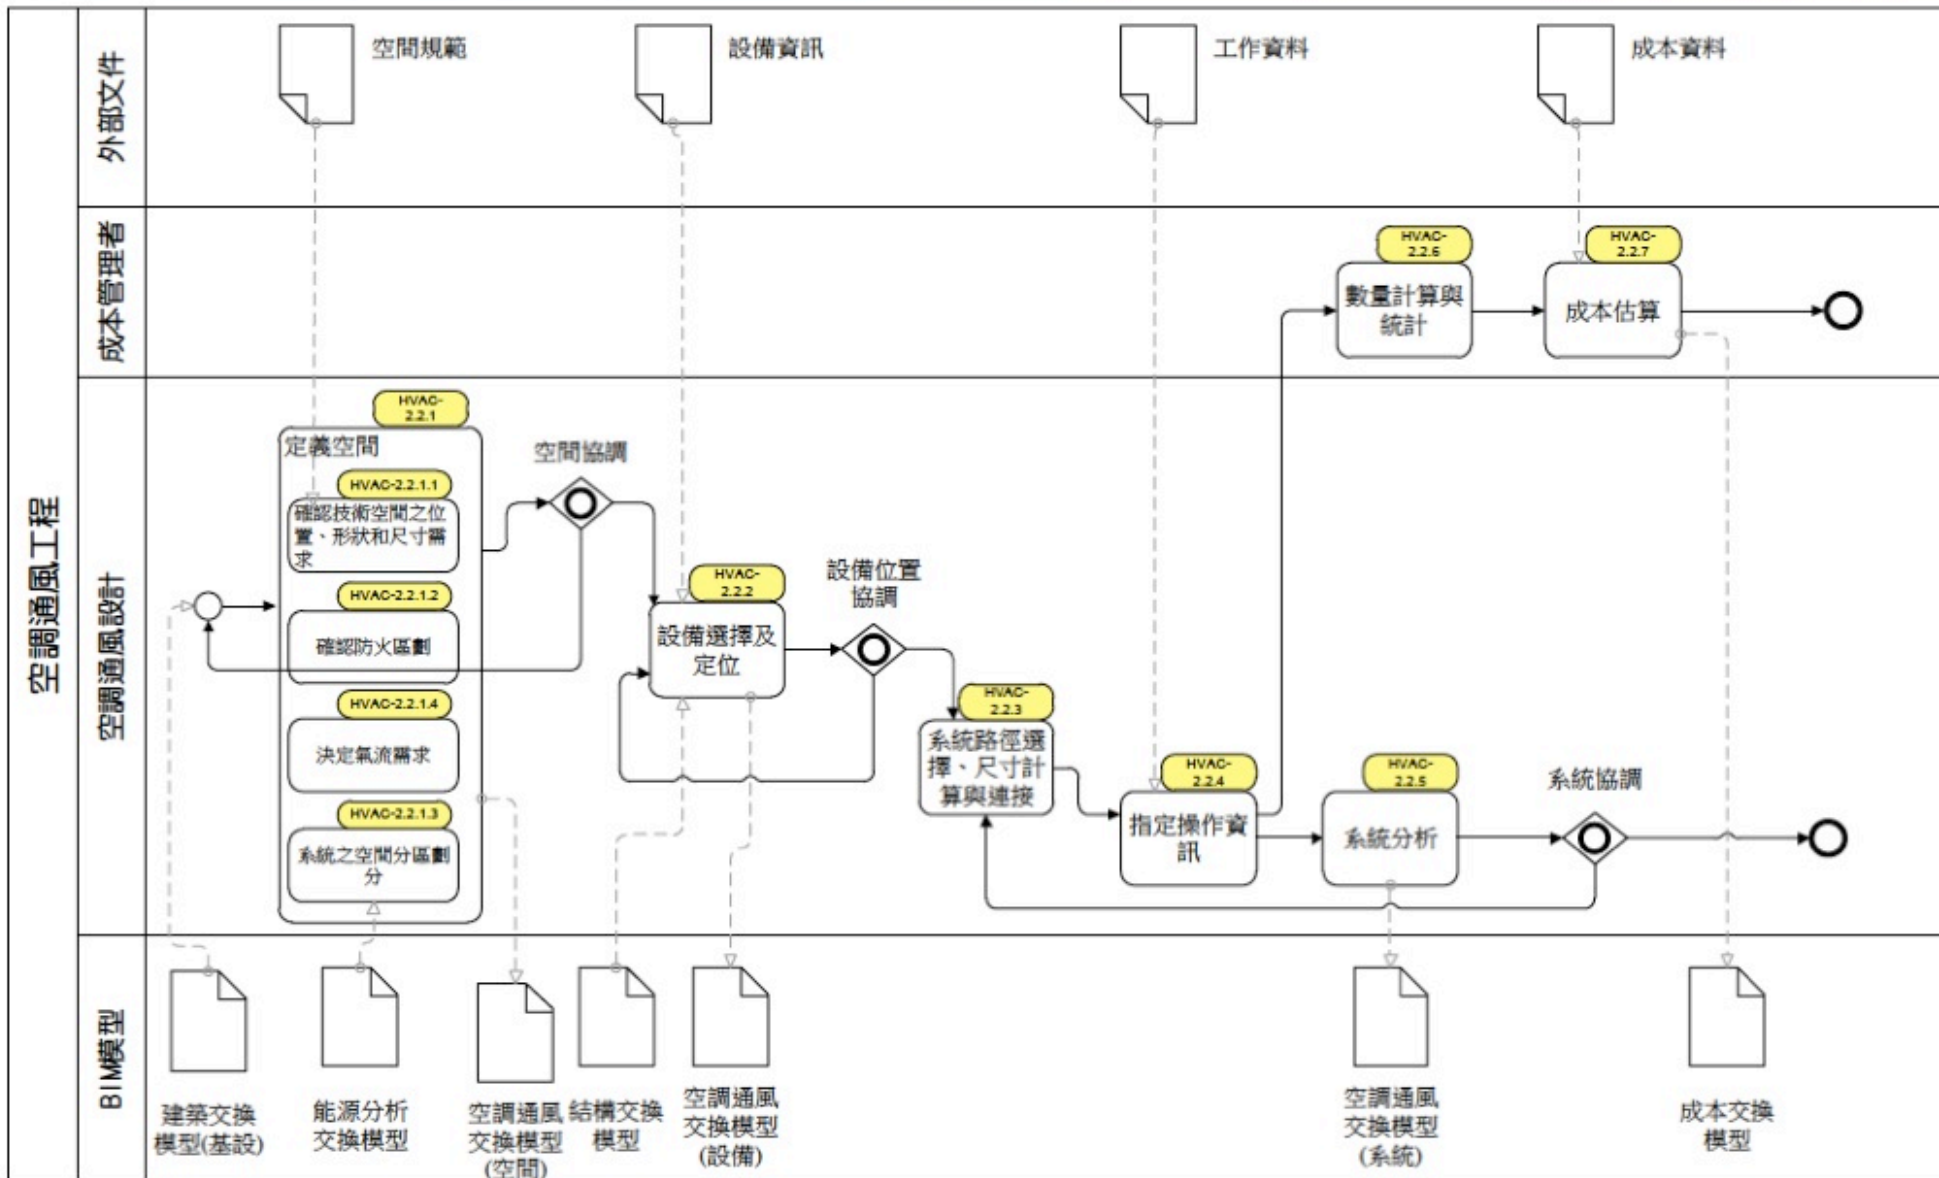 空調通風工程
外部文件
空間規範
設備資訊
工作資料
成本資料
成本管理者
HVAC-
2.2.6
數量計算與
統計
HVAC-
2.2.7
成本估算
空調通風設計
HVAC-
2.2.1
定義空間
HVAC-2.2.1.1
確認技術空間之位
置、形狀和尺寸需
求
HVAC-2.2.1.2
確認防火區劃
HVAC-2.2.1.4
決定氣流需求
HVAC-2.2.1.3
系統之空間分區劃
分
空間協調
HVAC-
2.2.2
設備選擇及
定位
設備位置
協調
HVAC-
2.2.3
系統路徑選
擇、尺寸計
算與連接
HVAC-
2.2.4
指定操作資
訊
HVAC-
2.2.5
系統分析
系統協調
BIM模型
建築交換
模型(基設)
能源分析
交換模型
空調通風
交換模型
(空間)
結構交換
模型
空調通風
交換模型
(設備)
空調通風
交換模型
(系統)
成本交換
模型